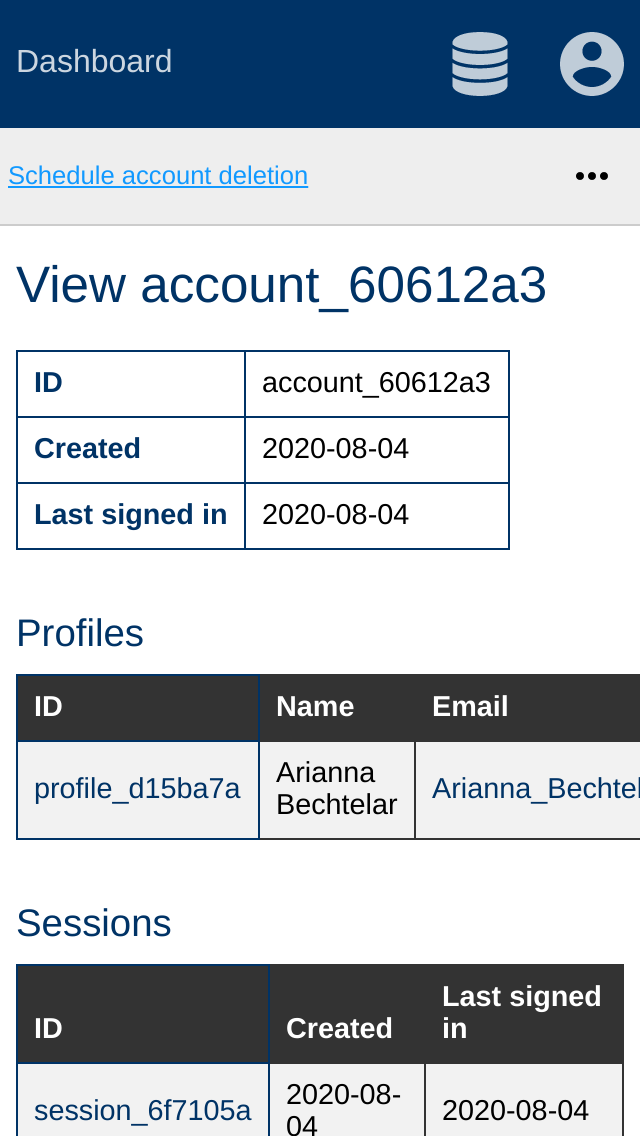 Dashboard
Schedule account deletion
View account_60612a3
ID account_60612a3
Created 2020-08-04
Last signed in 2020-08-04
Profiles
ID Name Email
profile_d15ba7a Arianna Bechtelar Arianna_Bechtel
Sessions
ID Created Last signed in
session_6f7105a 2020-08-04 2020-08-04